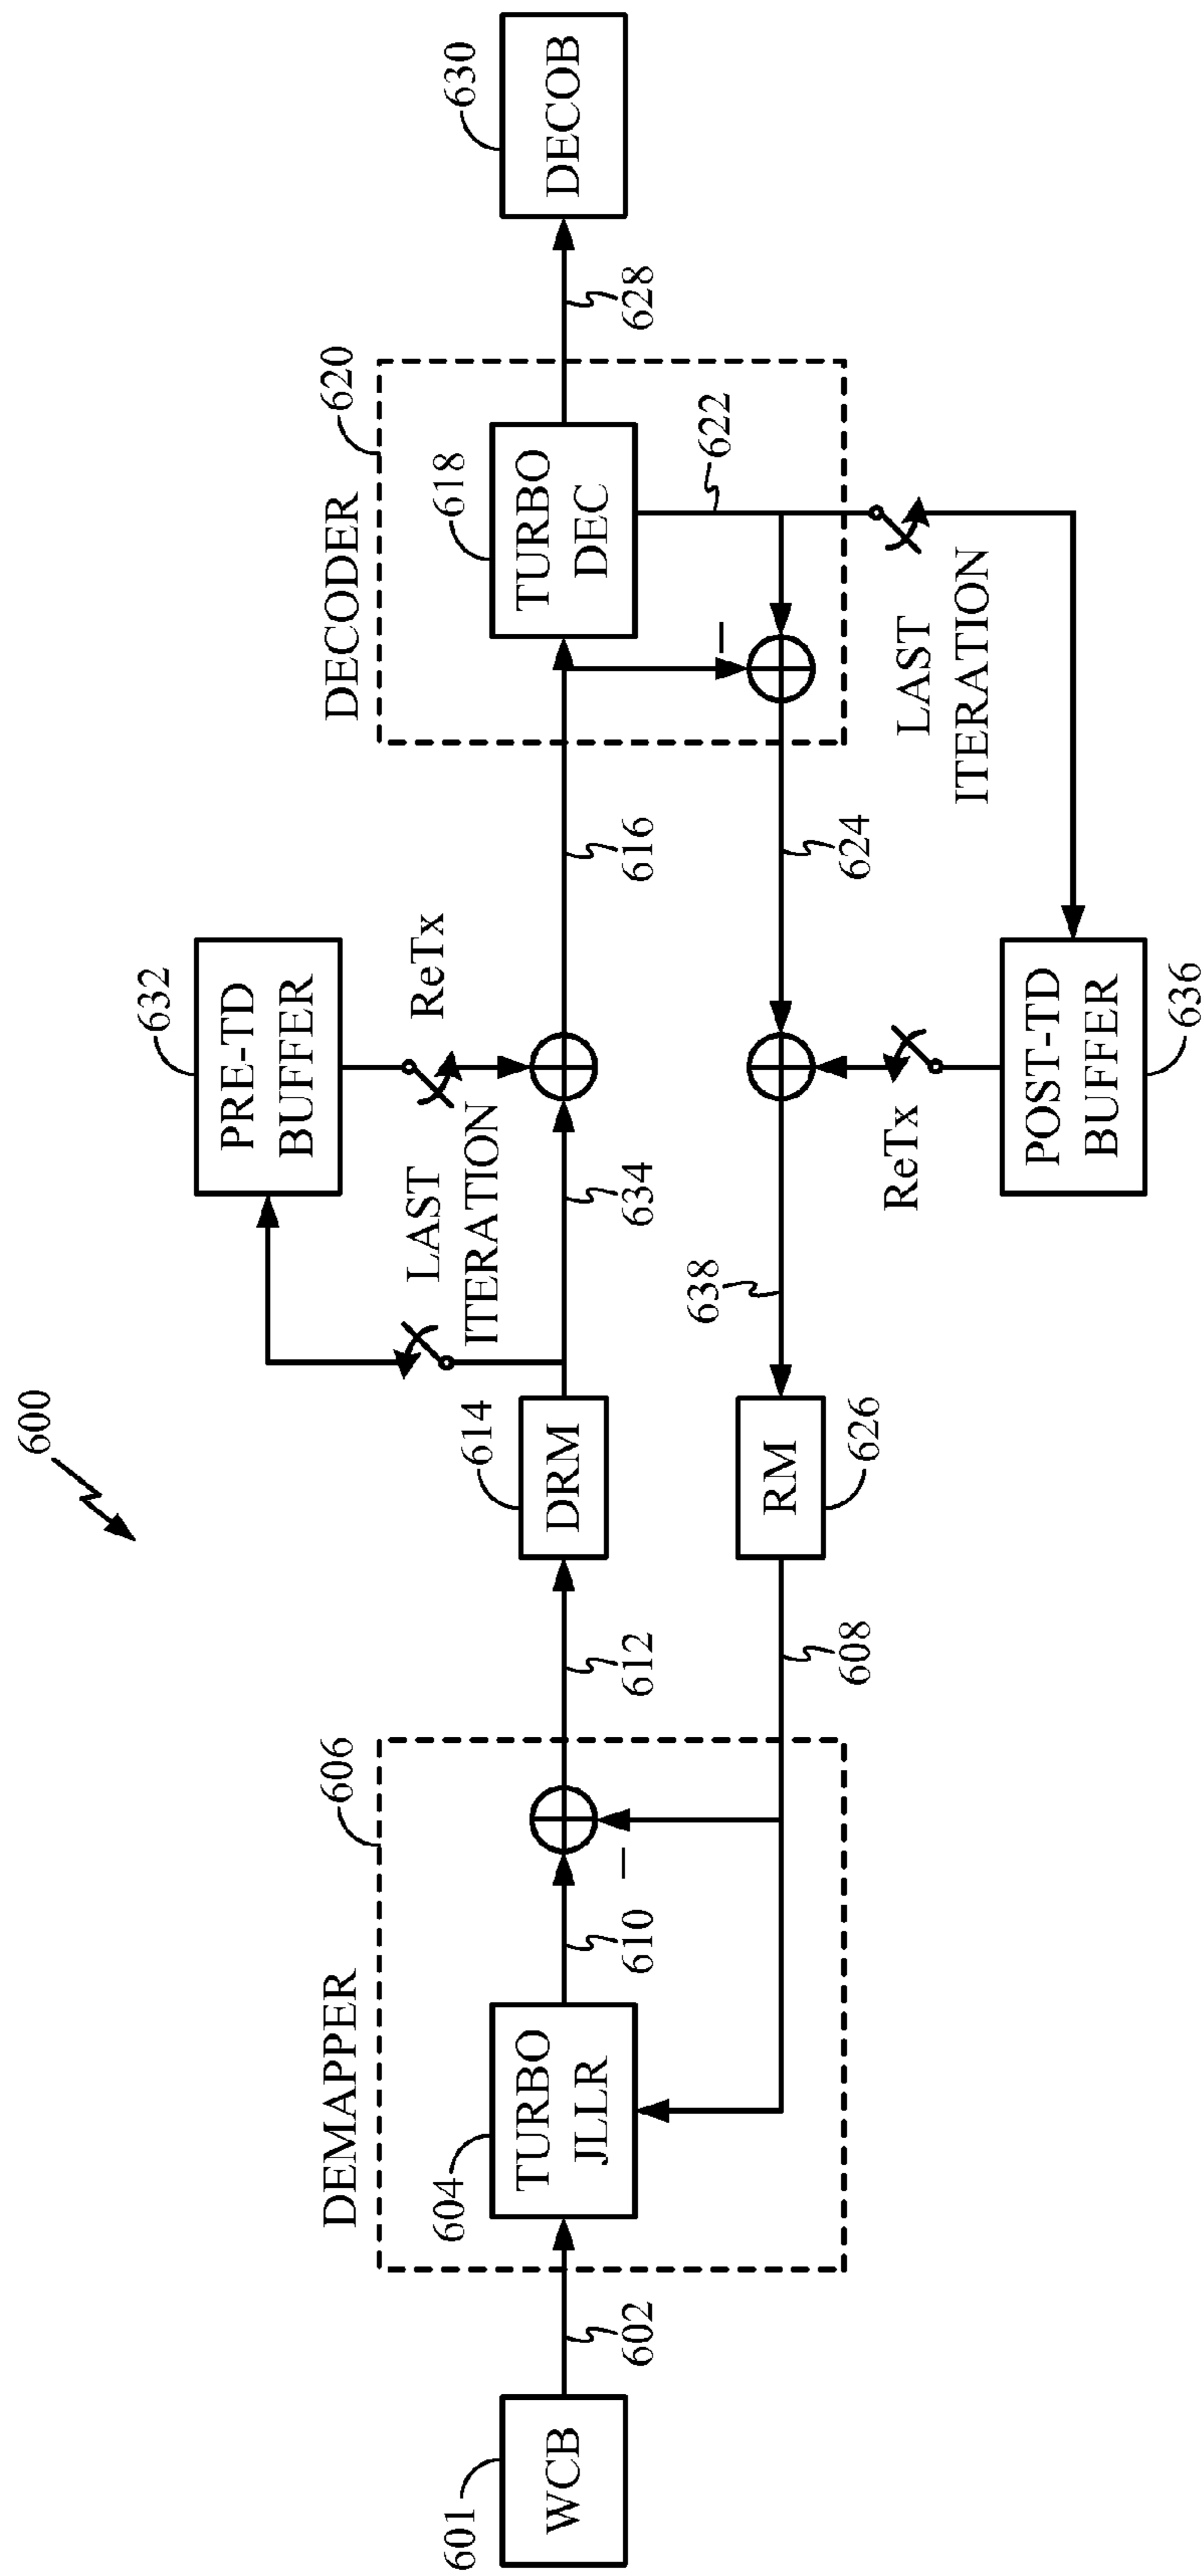 600
632
PRE-TD
BUFFER
LAST
ITERATION
ReTx
606
DEMAPPER
620
DECODER
601
WCB
602
604
TURBO
JLLR
610
−
612
614
DRM
634
616
618
TURBO
DEC
−
622
628
630
DECOB
608
626
RM
638
624
ReTx
LAST
ITERATION
POST-TD
BUFFER
636